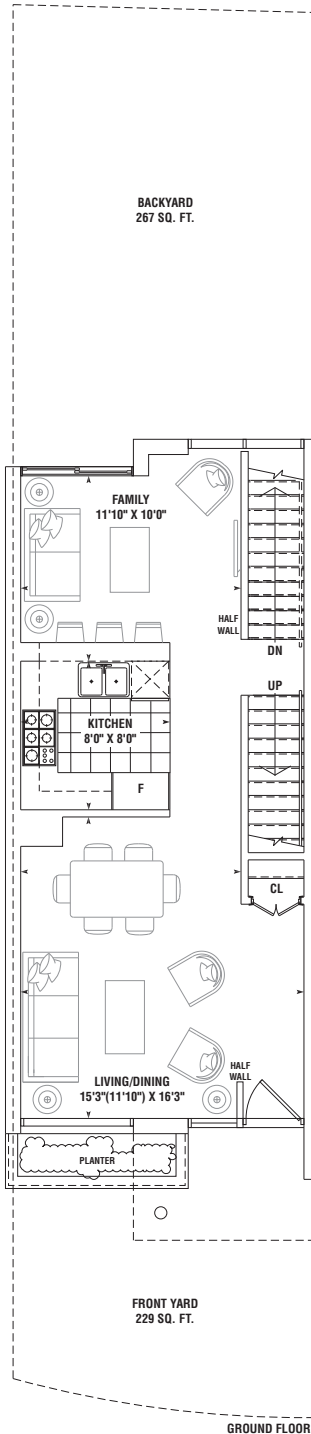 BACKYARD
267 SQ. FT.
FAMILY
11'10" X 10'0"
HALF
WALL
DN
UP
KITCHEN
8'0" X 8'0"
F
CL
LIVING/DINING
15'3"(11'10") X 16'3"
HALF
WALL
PLANTER
FRONT YARD
229 SQ. FT.
GROUND FLOOR